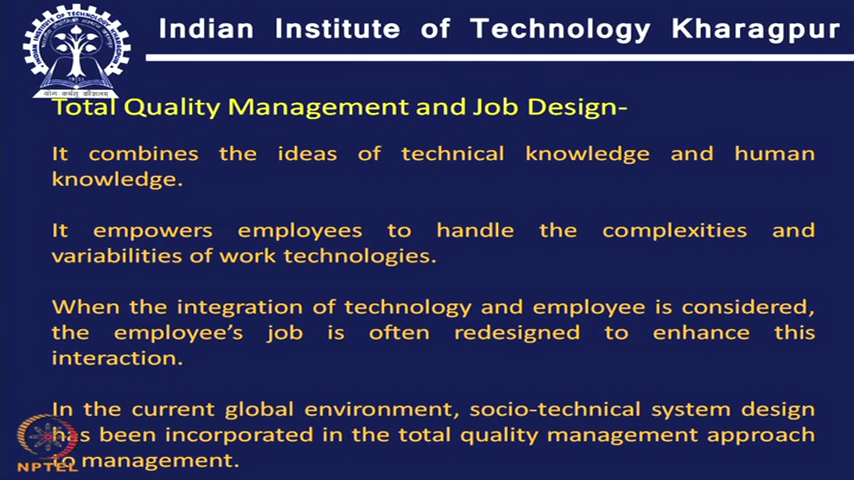 Indian Institute of Technology Kharagpur
Total Quality Management and Job Design-
It combines the ideas of technical knowledge and human
knowledge.
It empowers employees to handle the complexities and
variabilities of work technologies.
When the integration of technology and employee is considered,
the employee's job is often redesigned to enhance this
interaction.
In the current global environment, socio-technical system design
has been incorporated in the total quality management approach
to management.
NPTEL